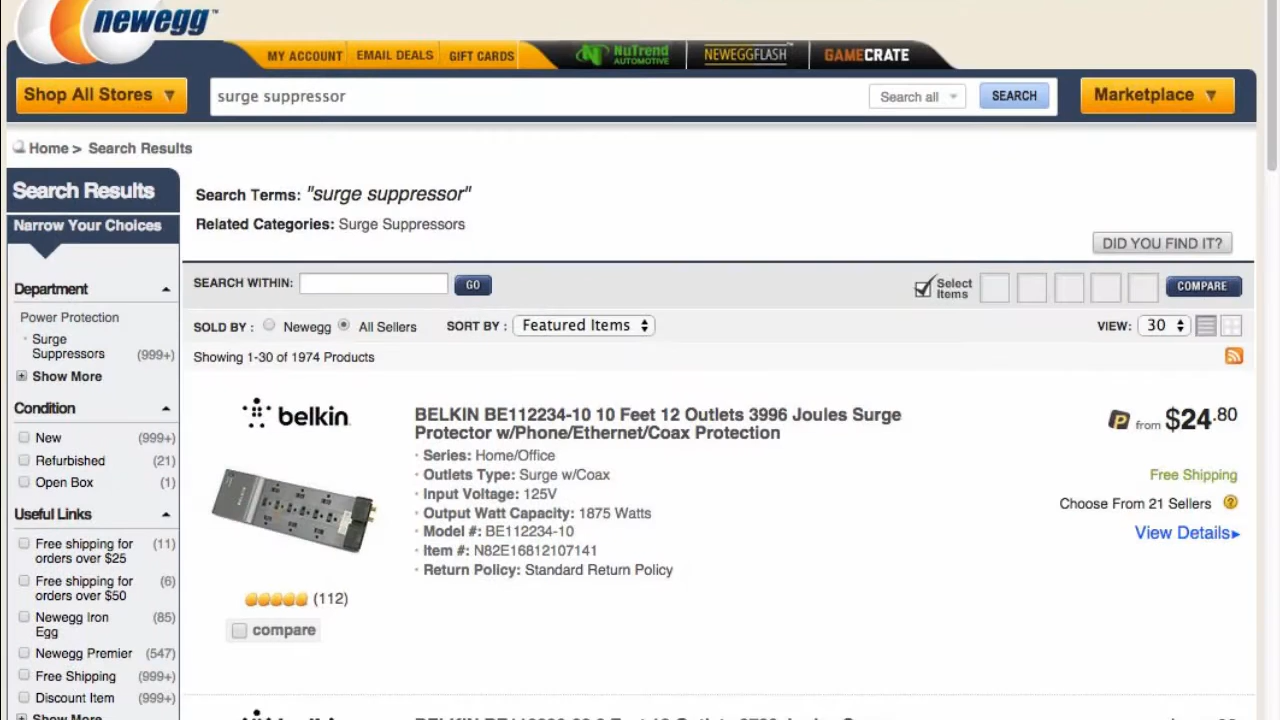 newegg™
MY ACCOUNT EMAIL DEALS GIFT CARDS NUTREND AUTOMOTIVE NEWEGGFLASH GAMECRATE
Shop All Stores ▼ surge suppressor Search all SEARCH Marketplace ▼
Home > Search Results
Search Results
Narrow Your Choices
Search Terms: "surge suppressor"
Related Categories: Surge Suppressors
DID YOU FIND IT?
SEARCH WITHIN: GO Select Items COMPARE
SOLD BY : Newegg All Sellers SORT BY : Featured Items VIEW: 30
Showing 1-30 of 1974 Products
Department
Power Protection
Surge
Suppressors (999+)
Show More
Condition
New (999+)
Refurbished (21)
Open Box (1)
Useful Links
Free shipping for (11)
orders over $25
Free shipping for (6)
orders over $50
Newegg Iron (85)
Egg
Newegg Premier (547)
Free Shipping (999+)
Discount Item (999+)
Show More
belkin
BELKIN BE112234-10 10 Feet 12 Outlets 3996 Joules Surge
Protector w/Phone/Ethernet/Coax Protection
Series: Home/Office
Outlets Type: Surge w/Coax
Input Voltage: 125V
Output Watt Capacity: 1875 Watts
Model #: BE112234-10
Item #: N82E16812107141
Return Policy: Standard Return Policy
(112)
compare
from $24.80
Free Shipping
Choose From 21 Sellers
View Details▸